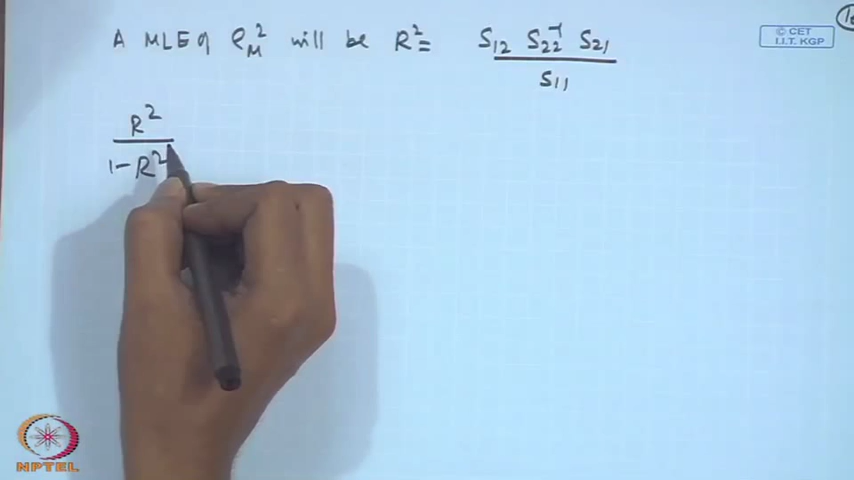 A MLE of ρ_M^2 will be R^2 = S_12 S_22^-1 S_21 / S_11
R^2 / 1-R^2
© CET
I.I.T. KGP
NPTEL